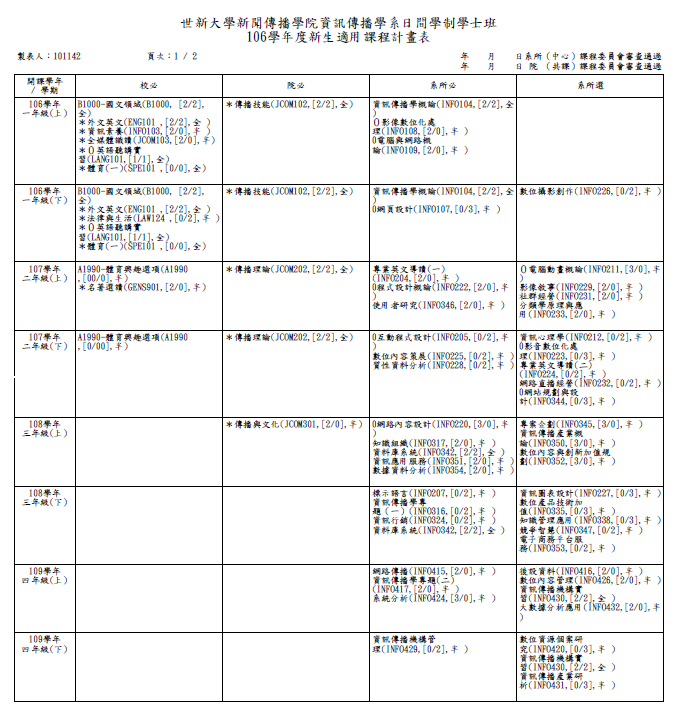 世新大學新聞傳播學院資訊傳播學系日間學制學士班
106學年度新生適用課程計畫表
製表人：101142
頁次：1 / 2
年 月 日系所（中心）課程委員會審查通過
年 月 日 院 （共課）課程委員會審查通過
開課學年 / 學期
校必
院必
系所必
系所選
106學年
一年級(上)
B1000-國文領域(B1000, [2/2],
全)
＊外文英文(ENG101 ,[2/2],全 )
＊資訊素養(INFO103,[2/0],半 )
＊全媒體識讀(JCOM103,[2/0],半)
＊０英語聽講實
習(LANG101,[1/1],全)
＊體育(一)(SPE101 ,[0/0],全)
＊傳播技能(JCOM102,[2/2],全)
資訊傳播學概論(INFO104,[2/2],全
)
０影像數位化處
理(INFO108,[2/0],半 )
0電腦與網路概
論(INFO109,[2/0],半 )
106學年
一年級(下)
B1000-國文領域(B1000, [2/2],
全)
＊外文英文(ENG101 ,[2/2],全 )
＊法律與生活(LAW124 ,[0/2],半 )
＊０英語聽講實
習(LANG101,[1/1],全)
＊體育(一)(SPE101 ,[0/0],全)
＊傳播技能(JCOM102,[2/2],全)
資訊傳播學概論(INFO104,[2/2],全
)
0網頁設計(INFO107,[0/3],半 )
數位攝影創作(INFO226,[0/2],半 )
107學年
二年級(上)
A1990-體育興趣選項(A1990
,[00/0],半)
＊名著選讀(GENS901,[2/0],半 )
＊傳播理論(JCOM202,[2/2],全)
專業英文導讀(一)
(INFO204,[2/0],半 )
0程式設計概論(INFO222,[2/0],半
)
使用者研究(INFO346,[2/0],半 )
０電腦動畫概論(INFO211,[3/0],半
)
影像敘事(INFO229,[2/0],半 )
社群經營(INFO231,[2/0],半 )
分類學原理與應
用(INFO233,[2/0],半 )
107學年
二年級(下)
A1990-體育興趣選項(A1990
,[0/00],半)
＊傳播理論(JCOM202,[2/2],全)
0互動程式設計(INFO205,[0/2],半
)
數位內容策展(INFO225,[0/2],半 )
質性資料分析(INFO228,[0/2],半 )
資訊心理學(INFO212,[0/2],半 )
0影音數位化處
理(INFO223,[0/3],半 )
專業英文導讀(二)
(INFO224,[0/2],半 )
網路直播經營(INFO232,[0/2],半 )
0網站規劃與設
計(INFO344,[0/3],半 )
108學年
三年級(上)
＊傳播與文化(JCOM301,[2/0],半 )
0網路內容設計(INFO220,[3/0],半
)
知識組織(INFO317,[2/0],半 )
資料庫系統(INFO342,[2/2],全 )
資訊應用服務(INFO351,[2/0],半 )
數據資料分析(INFO354,[2/0],半 )
專案企劃(INFO345,[3/0],半 )
資訊傳播產業概
論(INFO350,[3/0],半 )
數位內容與創新加值規
劃(INFO352,[3/0],半 )
108學年
三年級(下)
標示語言(INFO207,[0/2],半 )
資訊傳播學專
題 (一)(INFO316,[0/2],半 )
資訊行銷(INFO324,[0/2],半 )
資料庫系統(INFO342,[2/2],全 )
資訊圖表設計(INFO227,[0/3],半 )
數位產品技術加
值(INFO335,[0/3],半 )
知識管理應用(INFO338,[0/3],半 )
競爭智慧(INFO347,[0/2],半 )
電子商務平台服
務(INFO353,[0/2],半 )
109學年
四年級(上)
網路傳播(INFO415,[2/0],半 )
資訊傳播學專題(二)
(INFO417,[0/2],半 )
系統分析(INFO424,[3/0],半 )
後設資料(INFO416,[2/0],半 )
數位內容管理(INFO426,[2/0],半 )
資訊傳播機構實
習(INFO430,[2/2],全 )
大數據分析應用(INFO432,[2/0],半
)
109學年
四年級(下)
資訊傳播機構管
理(INFO429,[0/2],半 )
數位資源個案研
究(INFO420,[0/3],半 )
資訊傳播機構實
習(INFO430,[2/2],全 )
資訊傳播產業研
析(INFO431,[0/3],半 )